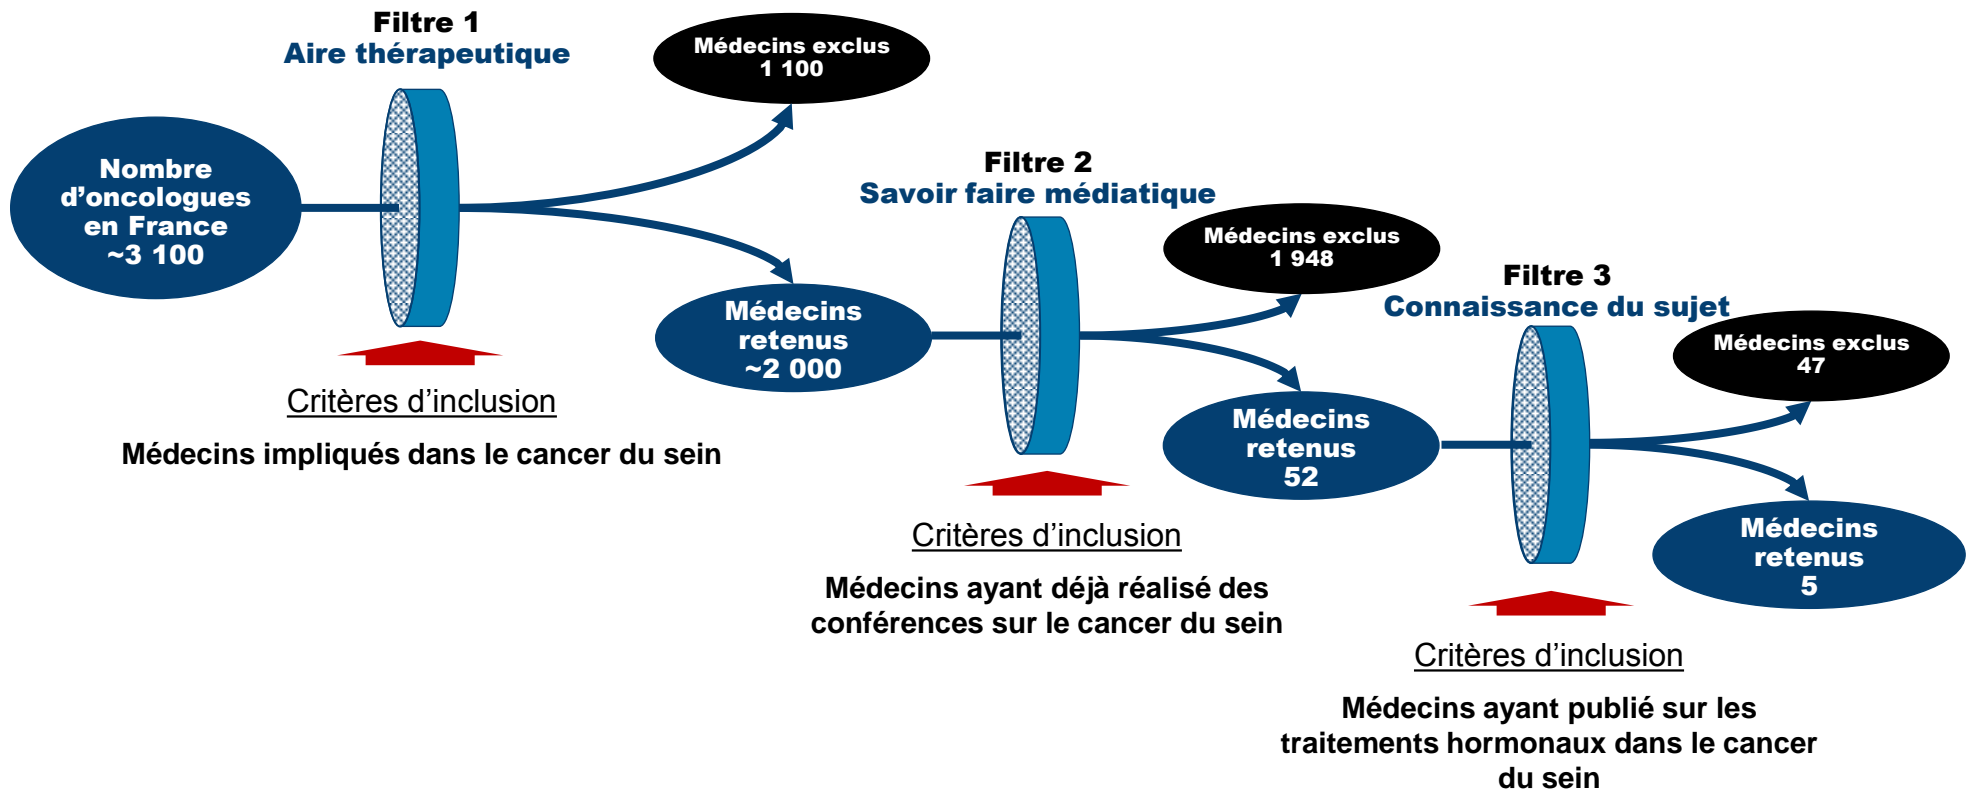 Filtre 1
Aire thérapeutique
Médecins exclus
1 100
Nombre
d’oncologues
en France
~3 100
Médecins
retenus
~2 000
Critères d’inclusion
Médecins impliqués dans le cancer du sein
Filtre 2
Savoir faire médiatique
Médecins exclus
1 948
Médecins
retenus
52
Critères d’inclusion
Médecins ayant déjà réalisé des
conférences sur le cancer du sein
Filtre 3
Connaissance du sujet
Médecins exclus
47
Médecins
retenus
5
Critères d’inclusion
Médecins ayant publié sur les
traitements hormonaux dans le cancer
du sein